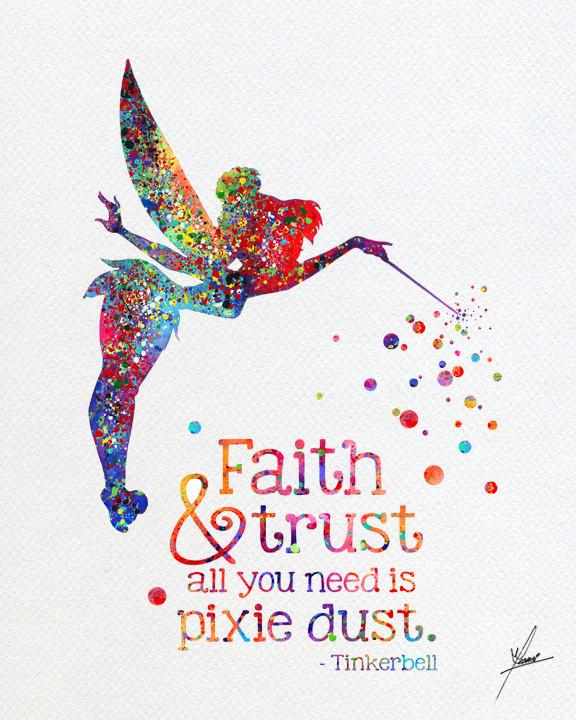 Faith
& trust
all you need is
pixie dust.
- Tinkerbell